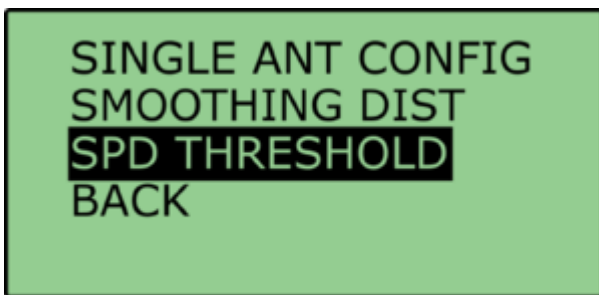 SINGLE ANT CONFIG
SMOOTHING DIST
SPD THRESHOLD
BACK